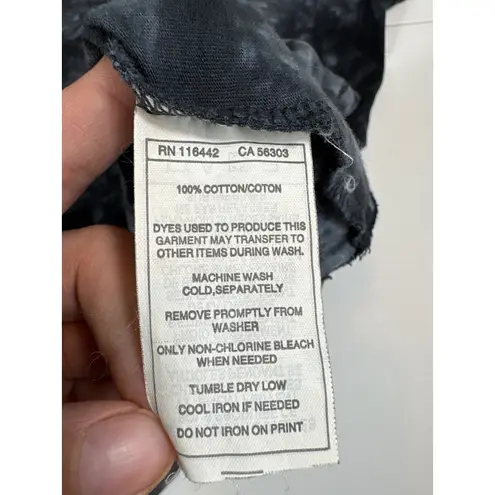 RN 116442 CA 56303
100% COTTON/COTON
DYES USED TO PRODUCE THIS
GARMENT MAY TRANSFER TO
OTHER ITEMS DURING WASH.
MACHINE WASH
COLD,SEPARATELY
REMOVE PROMPTLY FROM
WASHER
ONLY NON-CHLORINE BLEACH
WHEN NEEDED
TUMBLE DRY LOW
COOL IRON IF NEEDED
DO NOT IRON ON PRINT